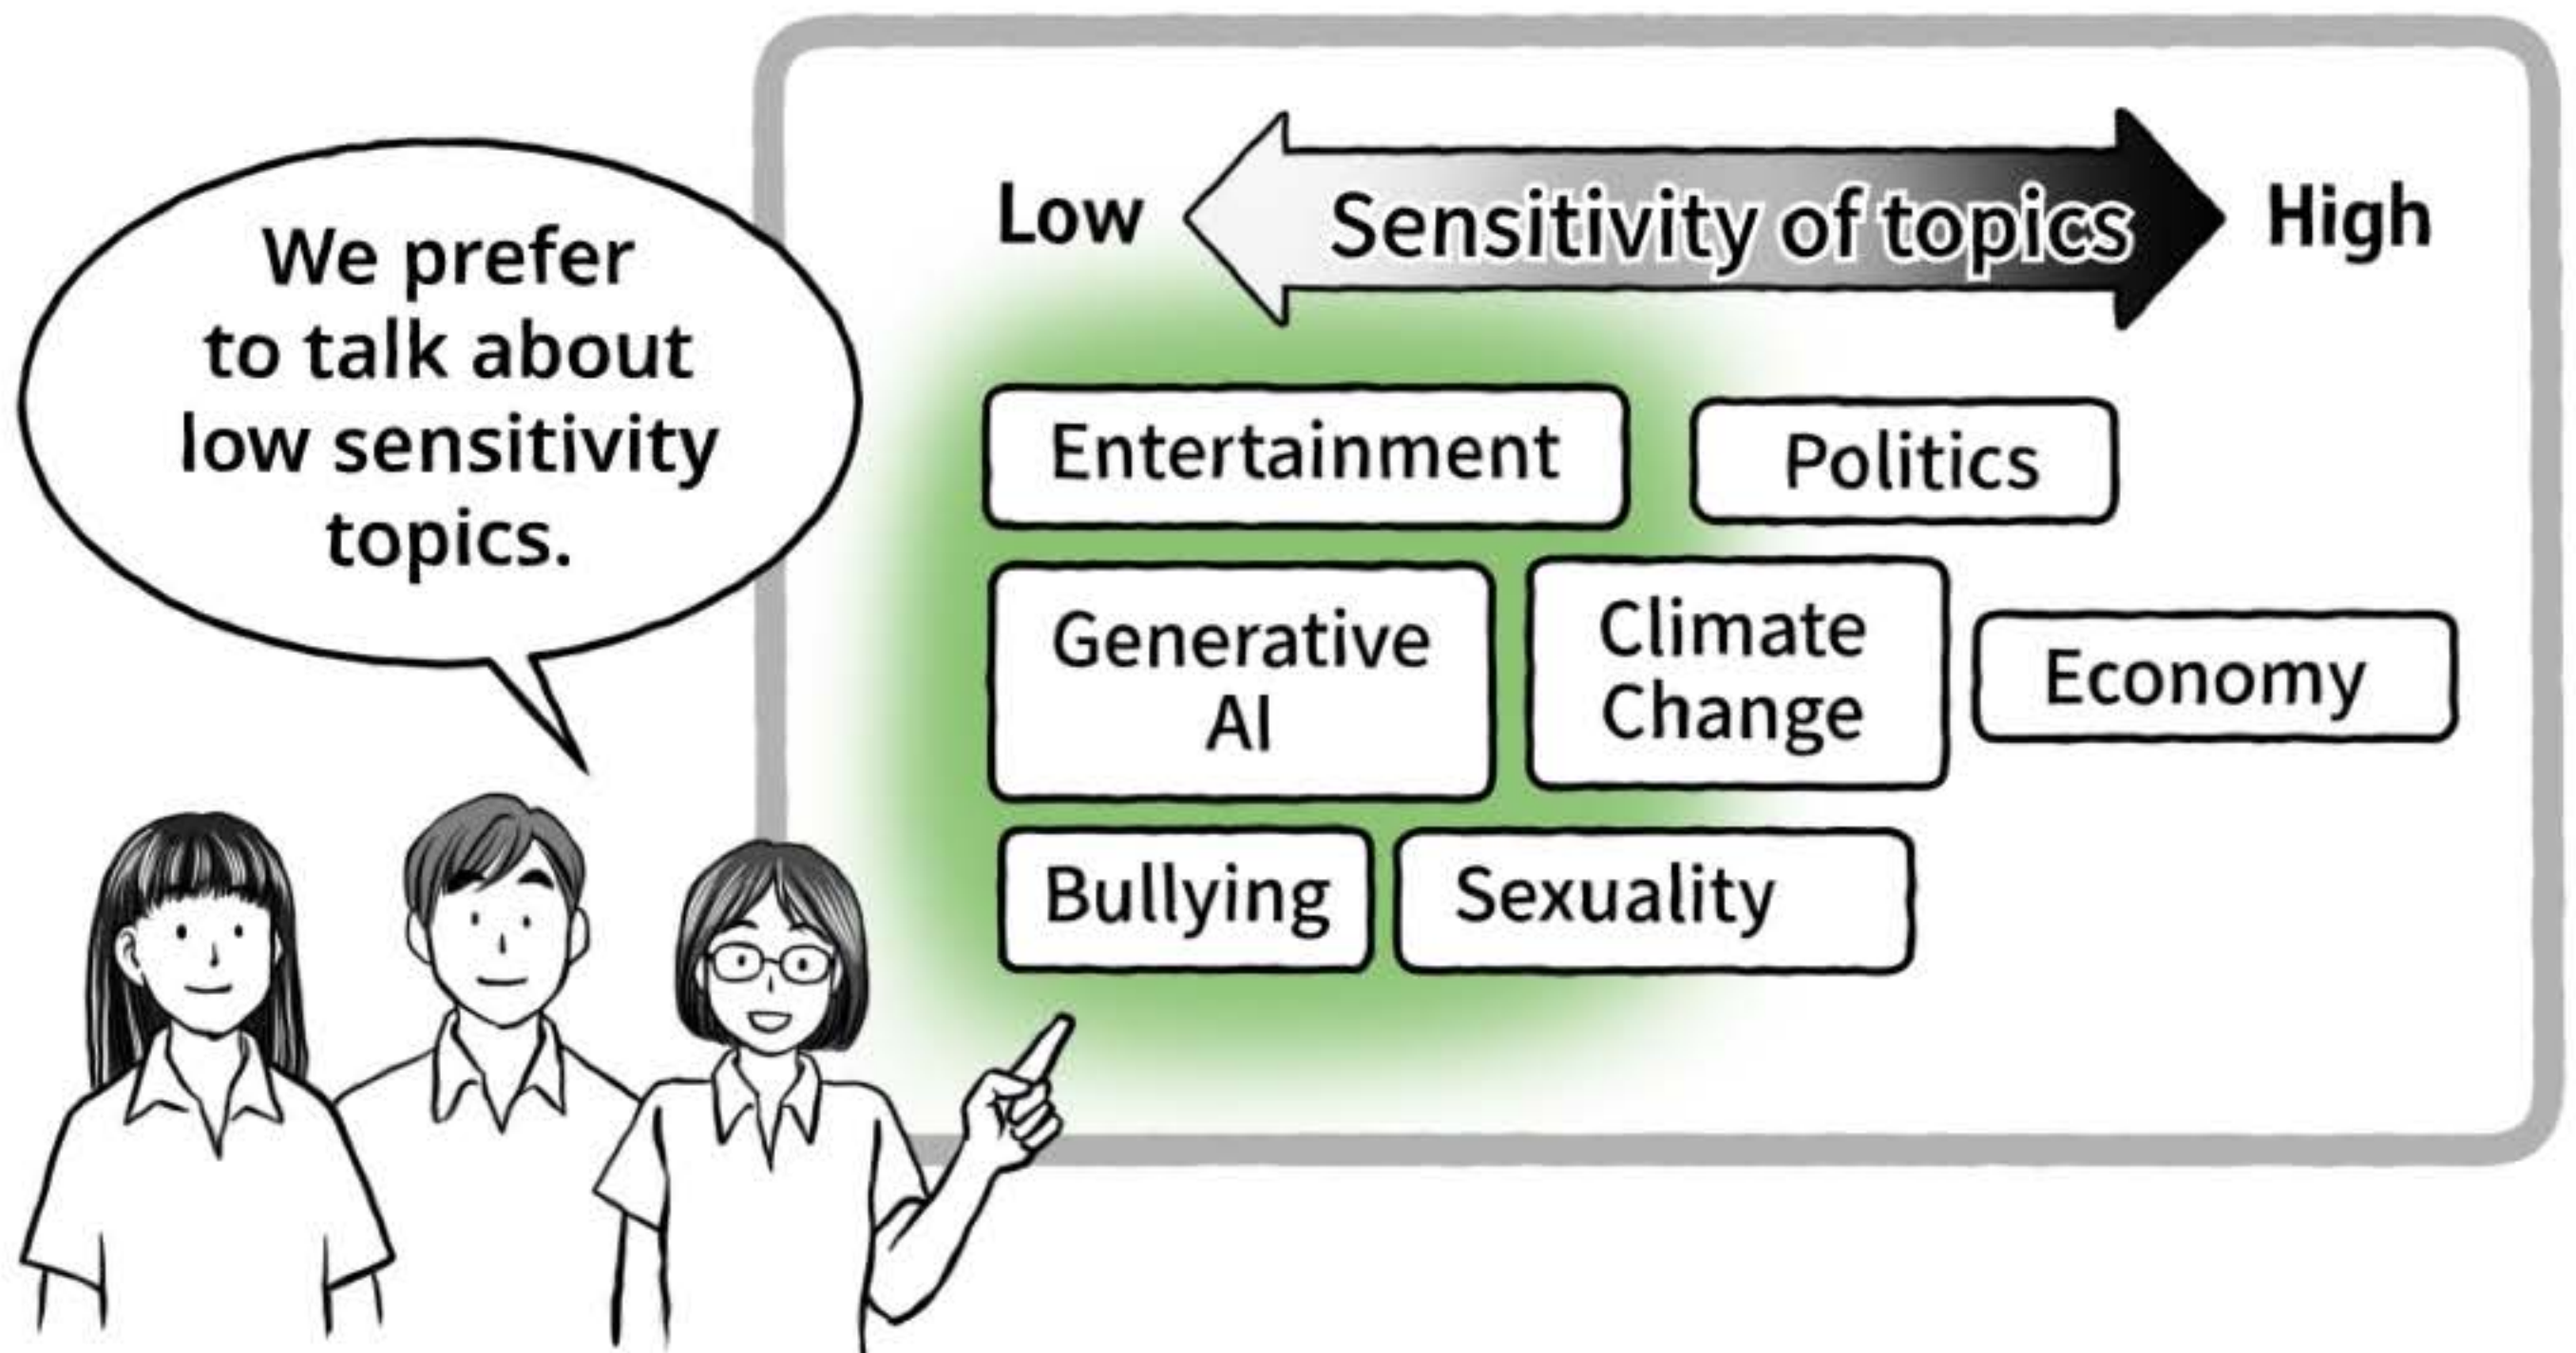 We prefer
to talk about
low sensitivity
topics.
Low
Sensitivity of topics
High
Entertainment
Politics
Generative
AI
Climate
Change
Economy
Bullying
Sexuality